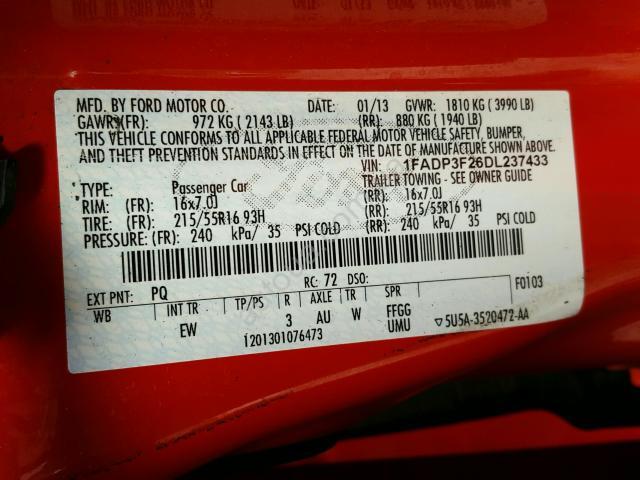 MFD. BY FORD MOTOR CO. DATE: 01/13 GVWR: 1810 KG ( 3990 LB)
GAWR(FR): 972 KG ( 2143 LB) (RR): 880 KG ( 1940 LB)
THIS VEHICLE CONFORMS TO ALL APPLICABLE FEDERAL MOTOR VEHICLE SAFETY, BUMPER,
AND THEFT PREVENTION STANDARDS IN EFFECT ON THE DATE OF MANUFACTURE SHOWN ABOVE.
VIN: 1FADP3F26DL237433
TYPE: Passenger Car TRAILER TOWING - SEE OWNER GUIDE
RIM: (FR): 16x7.0J (RR): 16x7.0J
TIRE: (FR): 215/55R16 93H (RR): 215/55R16 93H
PRESSURE: (FR): 240 kPa/ 35 PSI COLD (RR): 240 kPa/ 35 PSI COLD
EXT PNT: PQ RC: 72 DSO: F0103
WB INT TR TP/PS R AXLE TR SPR
EW 3 AU W FFGG
1201301076473 UMU ▽5U5A-3520472-AA